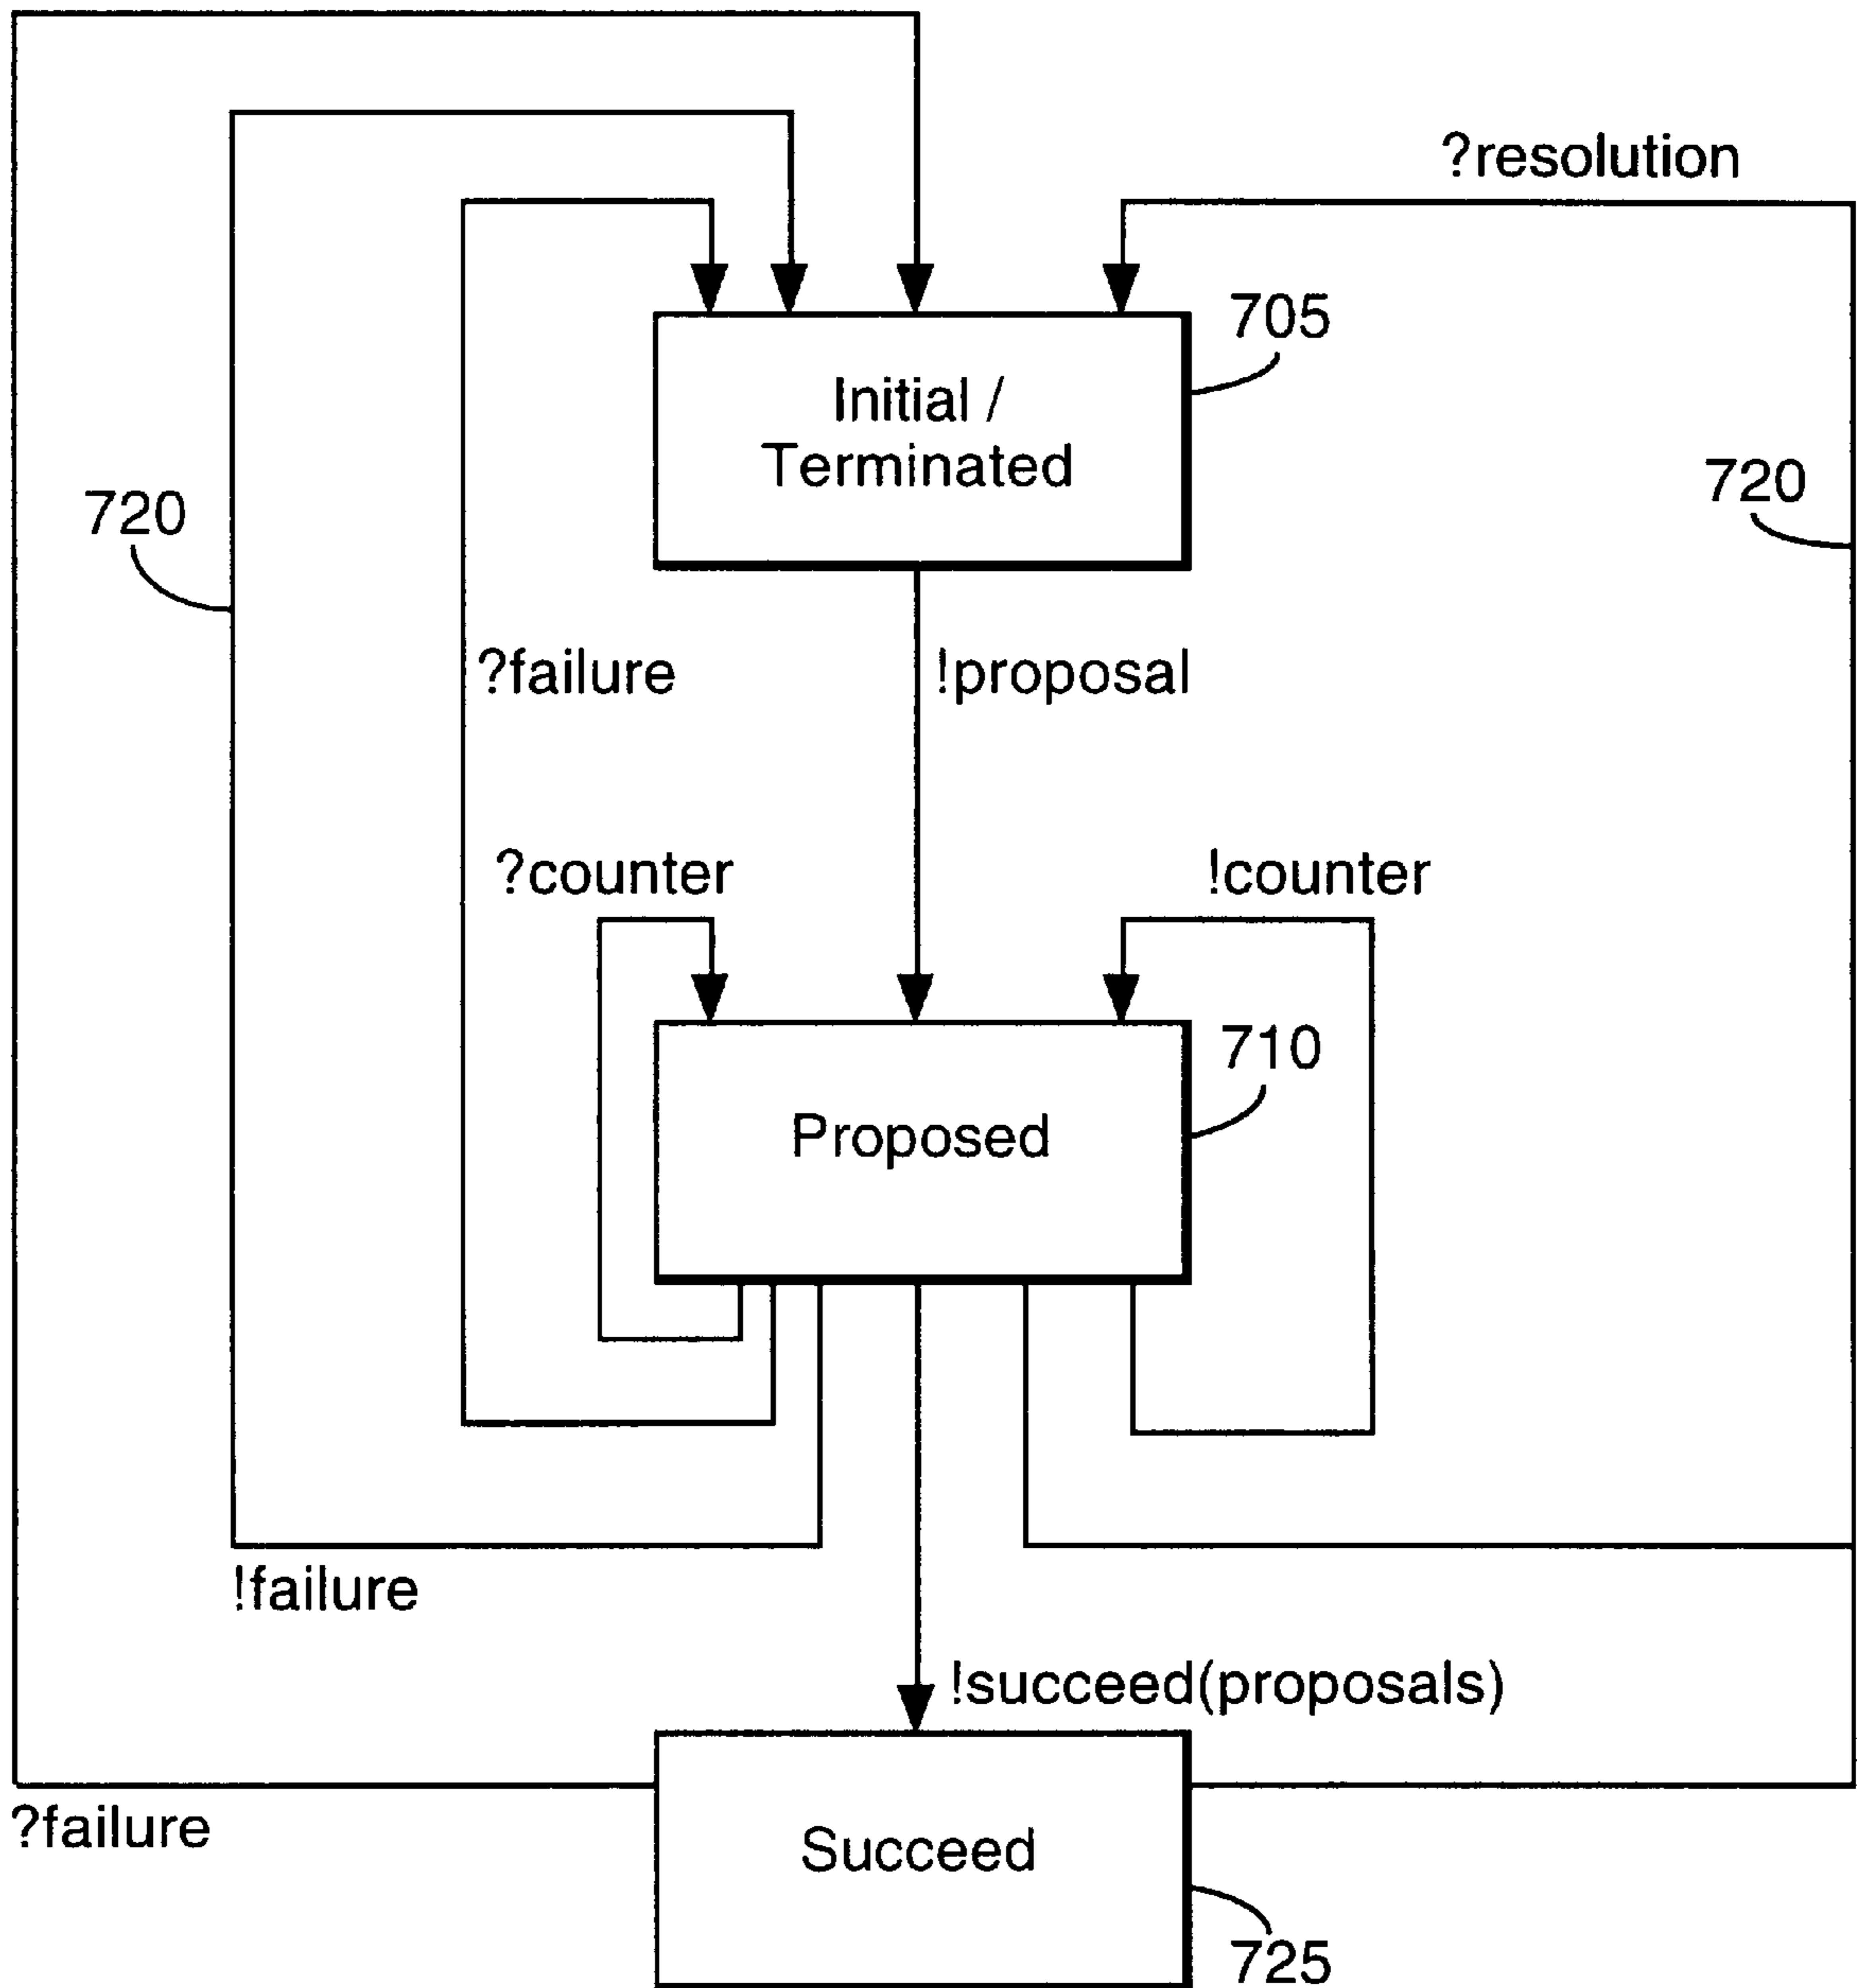 ?resolution
705
Initial /
Terminated
720
720
?failure
!proposal
?counter
!counter
710
Proposed
!failure
!succeed(proposals)
?failure
Succeed
725